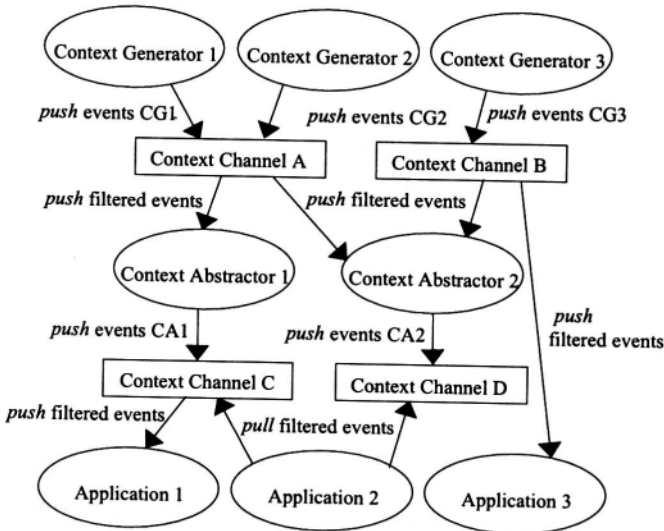 Context Generator 1
Context Generator 2
Context Generator 3
push events CG1
push events CG2
push events CG3
Context Channel A
Context Channel B
push filtered events
push filtered events
Context Abstractor 1
Context Abstractor 2
push
filtered events
push events CA1
push events CA2
Context Channel C
Context Channel D
push filtered events
pull filtered events
Application 1
Application 2
Application 3